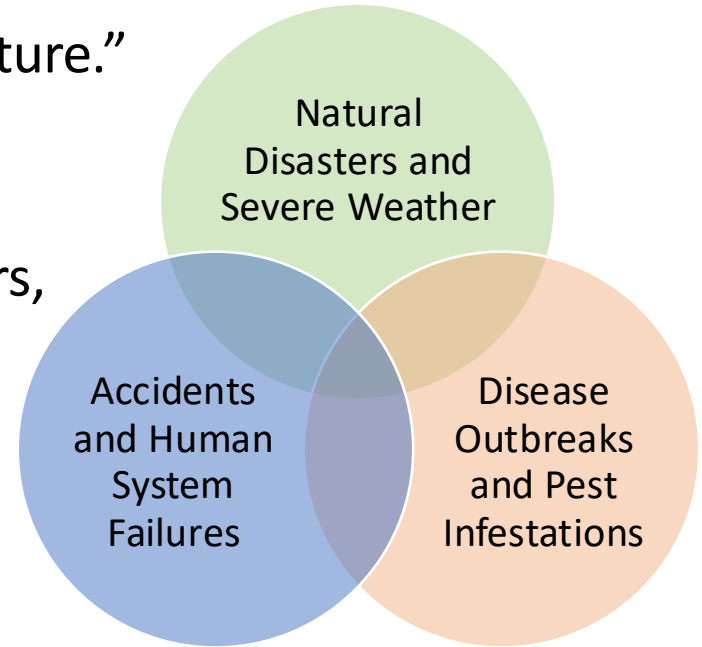 ture.”
Natural
Disasters and
Severe Weather
rs,
Accidents
and Human
System
Failures
Disease
Outbreaks
and Pest
Infestations